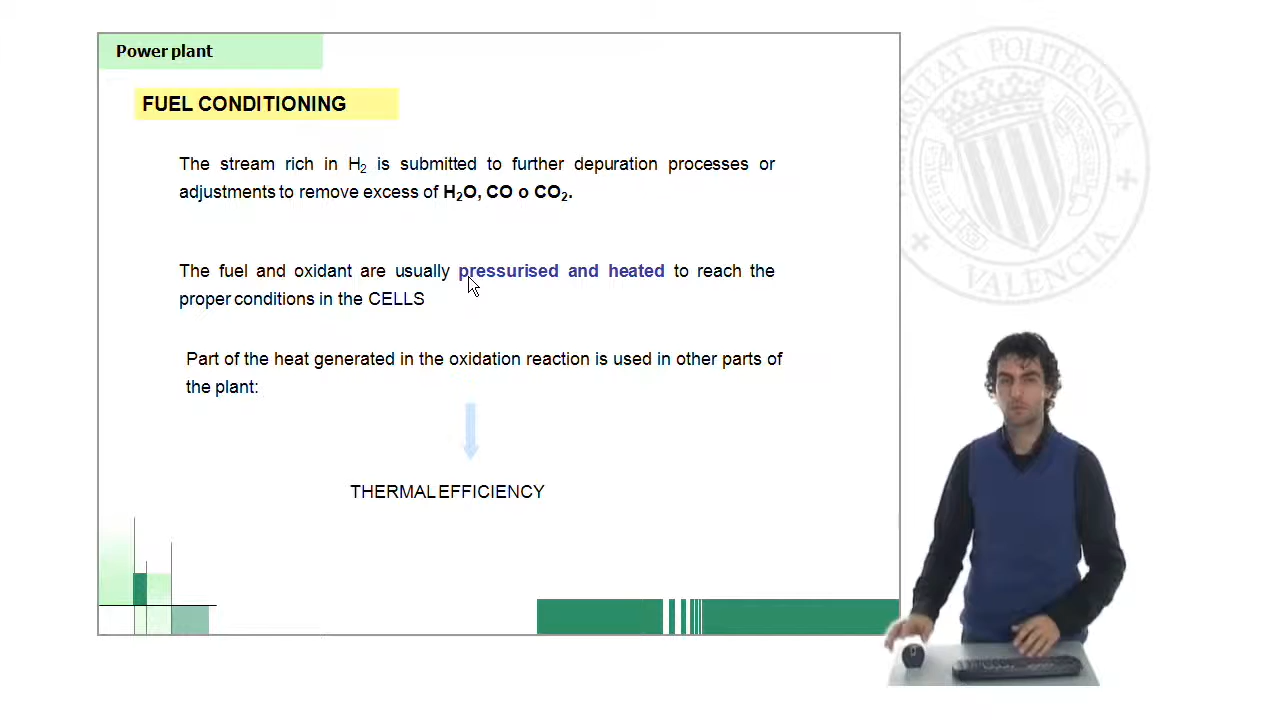 Power plant
FUEL CONDITIONING
The stream rich in H₂ is submitted to further depuration processes or
adjustments to remove excess of H₂O, CO o CO₂.
The fuel and oxidant are usually pressurised and heated to reach the
proper conditions in the CELLS
Part of the heat generated in the oxidation reaction is used in other parts of
the plant:
THERMAL EFFICIENCY
UNIVERSITAT POLITÈCNICA
VALENCIA